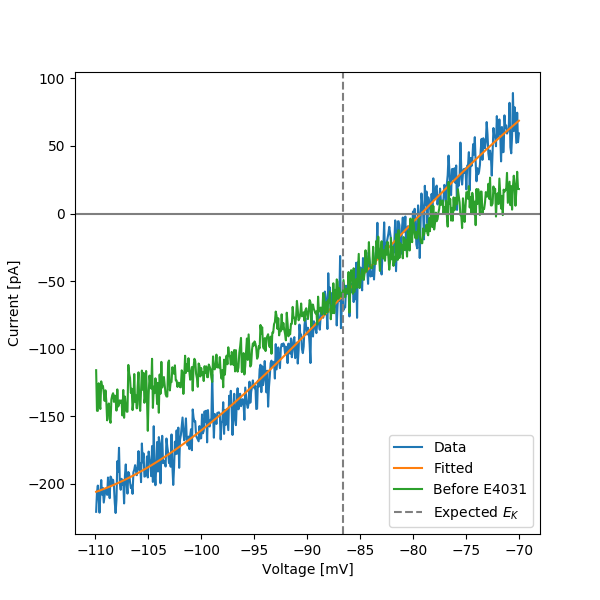 100
50
0
−50
−100
−150
−200
Current [pA]
Data
Fitted
Before E4031
Expected E_K
−110 −105 −100 −95 −90 −85 −80 −75 −70
Voltage [mV]